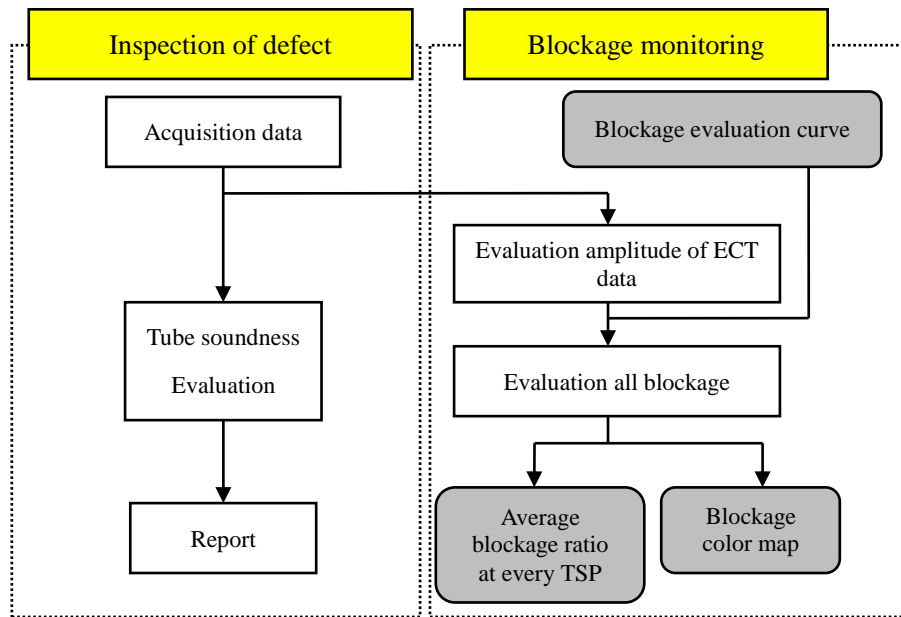 Inspection of defect
Blockage monitoring
Acquisition data
Blockage evaluation curve
Evaluation amplitude of ECT
data
Tube soundness
Evaluation
Evaluation all blockage
Report
Average
blockage ratio
at every TSP
Blockage
color map